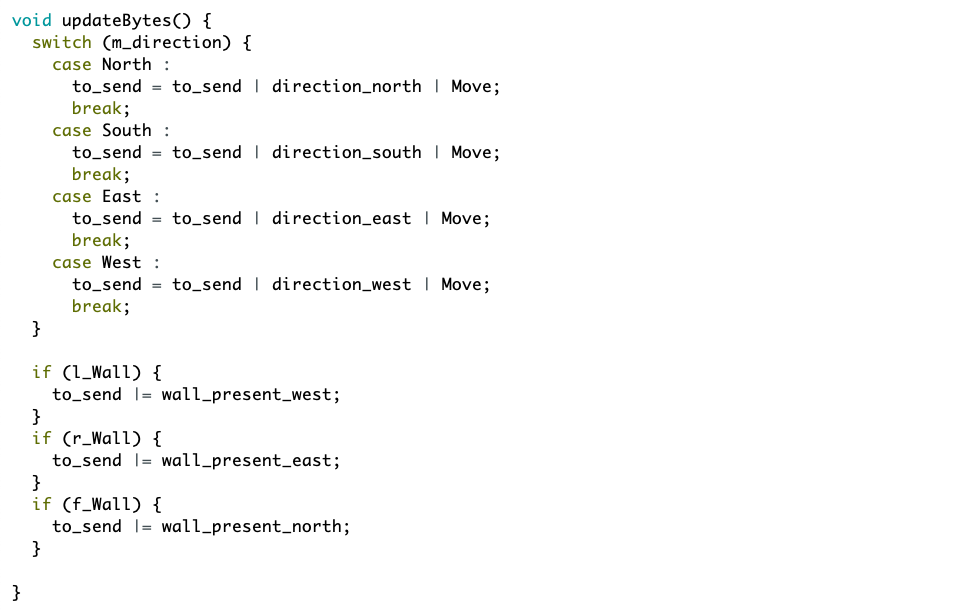 void updateBytes() {
  switch (m_direction) {
    case North :
      to_send = to_send | direction_north | Move;
      break;
    case South :
      to_send = to_send | direction_south | Move;
      break;
    case East :
      to_send = to_send | direction_east | Move;
      break;
    case West :
      to_send = to_send | direction_west | Move;
      break;
  }

  if (l_Wall) {
    to_send |= wall_present_west;
  }
  if (r_Wall) {
    to_send |= wall_present_east;
  }
  if (f_Wall) {
    to_send |= wall_present_north;
  }

}